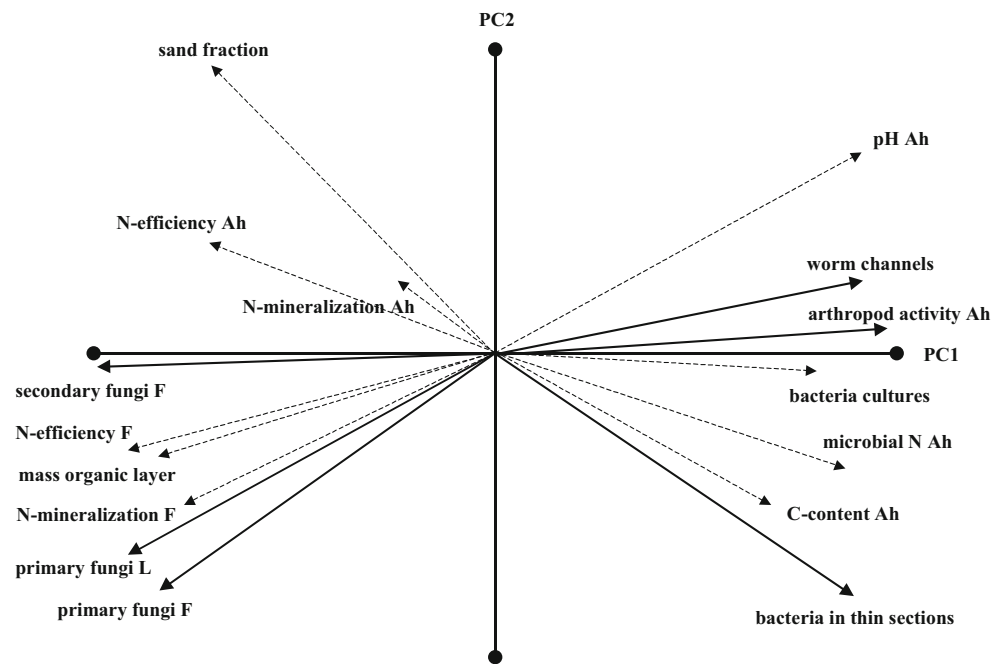 PC2
sand fraction
pH Ah
N-efficiency Ah
worm channels
N-mineralization Ah
arthropod activity Ah
PC1
secondary fungi F
bacteria cultures
N-efficiency F
microbial N Ah
mass organic layer
N-mineralization F
C-content Ah
primary fungi L
primary fungi F
bacteria in thin sections